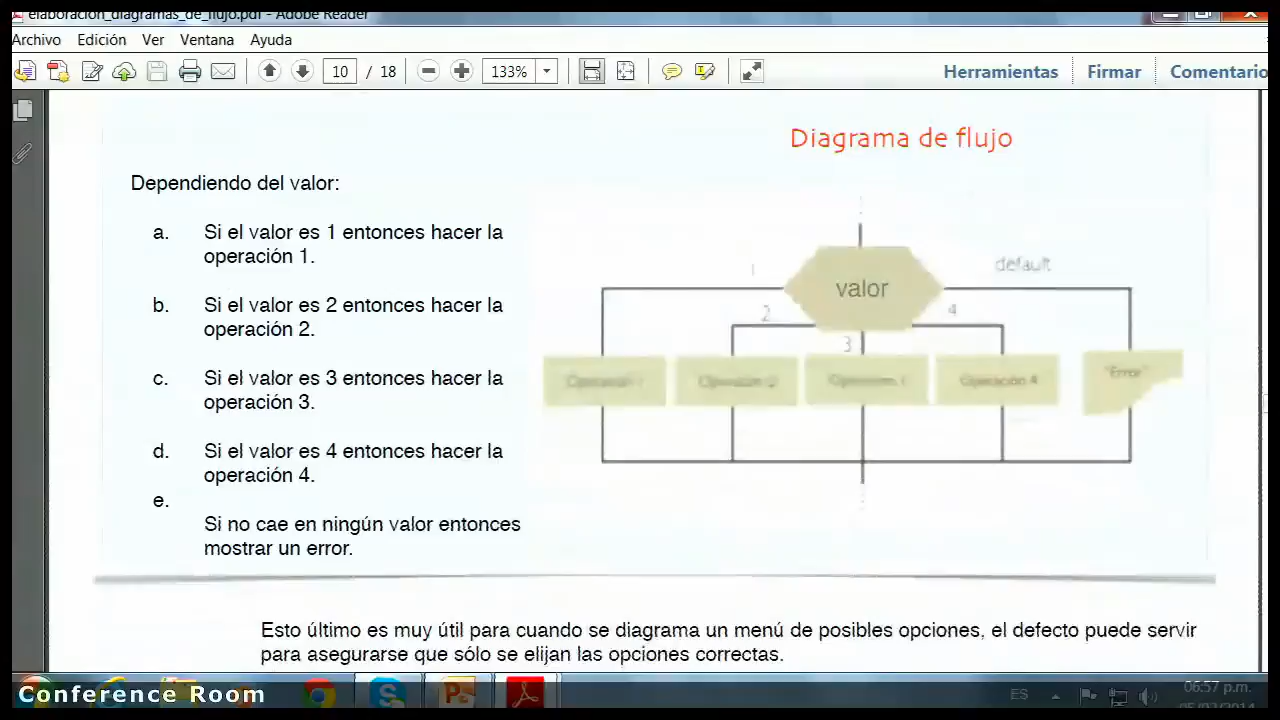 elaboracion_diagramas_de_flujo.pdf - Adobe Reader
Archivo Edición Ver Ventana Ayuda
10 / 18 133% Herramientas Firmar Comentario
Diagrama de flujo
Dependiendo del valor:
a. Si el valor es 1 entonces hacer la
operación 1.
b. Si el valor es 2 entonces hacer la
operación 2.
c. Si el valor es 3 entonces hacer la
operación 3.
d. Si el valor es 4 entonces hacer la
operación 4.
e.
Si no cae en ningún valor entonces
mostrar un error.
valor
1 default
2 4
3
Operación 4 "Error"
Esto último es muy útil para cuando se diagrama un menú de posibles opciones, el defecto puede servir
para asegurarse que sólo se elijan las opciones correctas.
Conference Room
ES 06:57 p.m.